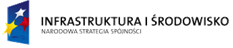 INFRASTRUKTURA I ŚRODOWISKO
NARODOWA STRATEGIA SPÓJNOŚCI